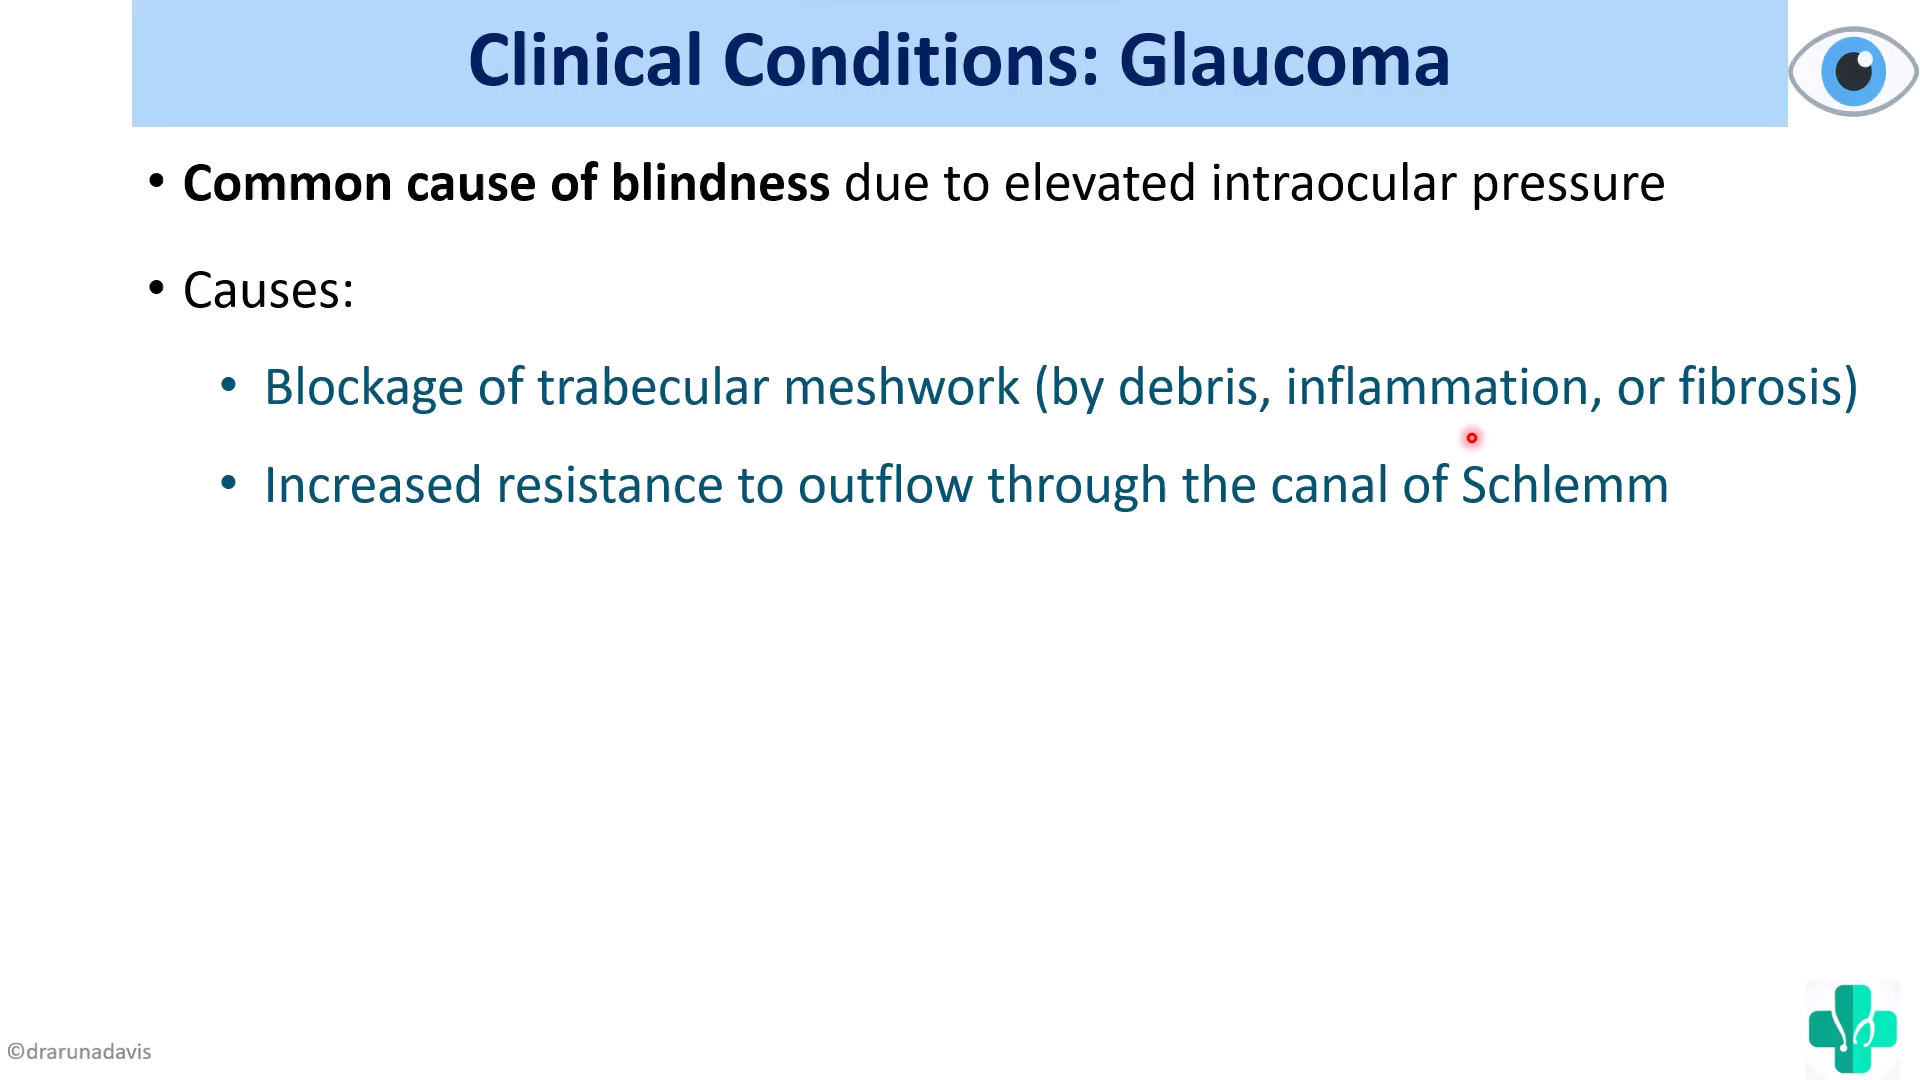 Clinical Conditions: Glaucoma
• Common cause of blindness due to elevated intraocular pressure
• Causes:
• Blockage of trabecular meshwork (by debris, inflammation, or fibrosis)
• Increased resistance to outflow through the canal of Schlemm
©drarunadavis